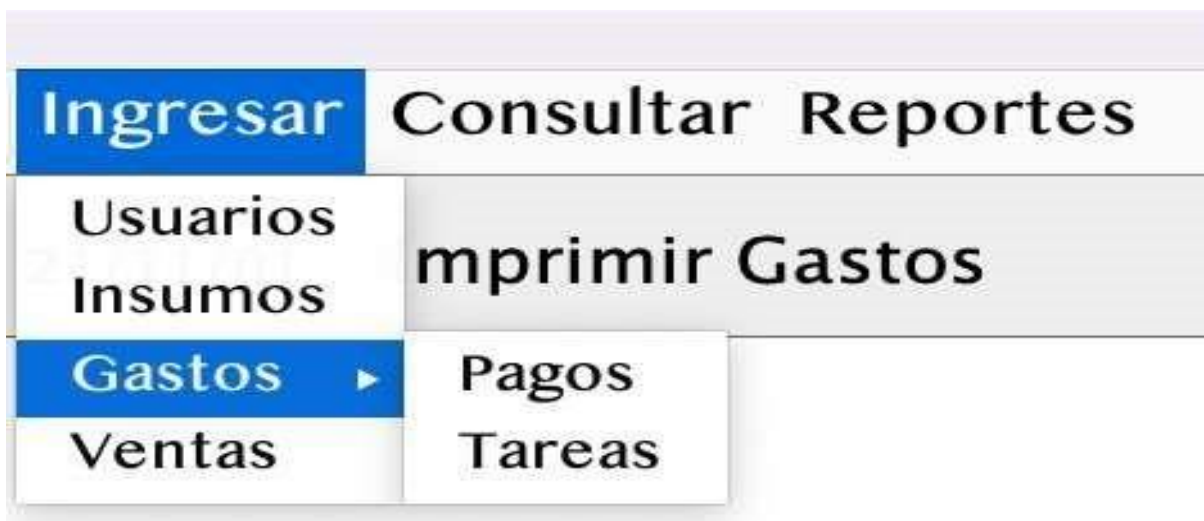 Ingresar Consultar Reportes
Usuarios
mprimir Gastos
Insumos
Gastos ▸ Pagos
Ventas Tareas